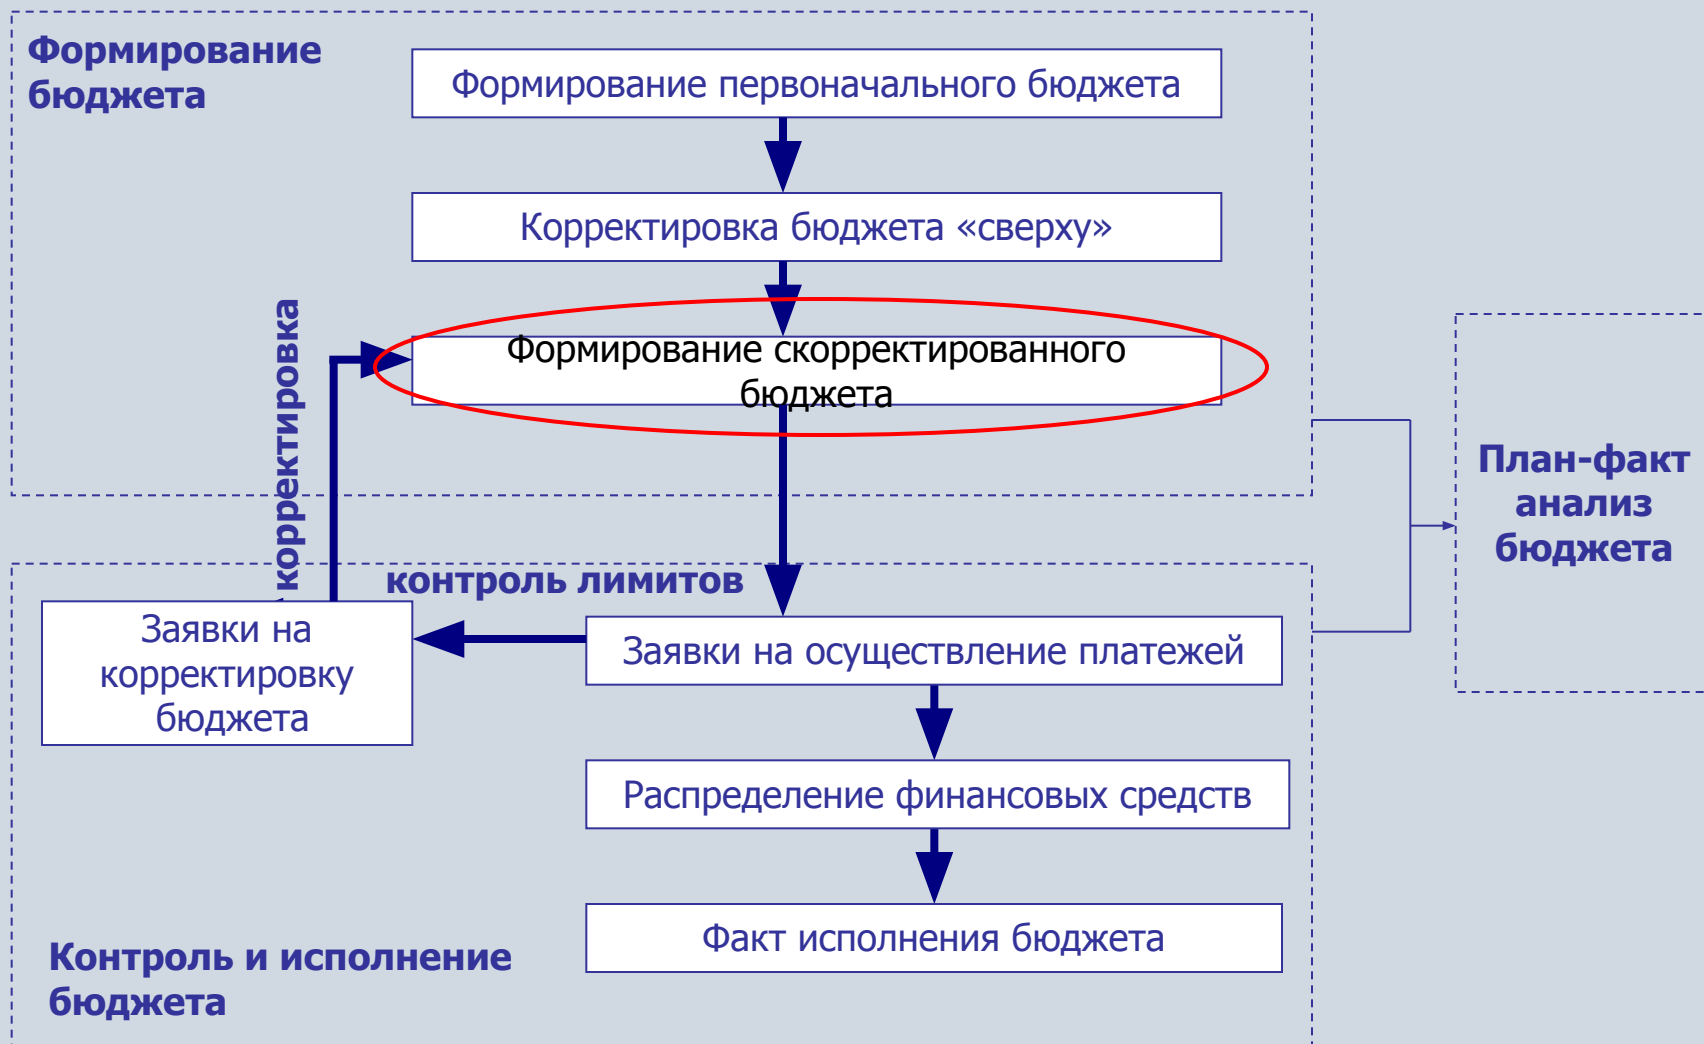 Формирование
бюджета
Формирование первоначального бюджета
Корректировка бюджета «сверху»
Формирование скорректированного
бюджета
корректировка
План-факт
анализ
бюджета
контроль лимитов
Заявки на
корректировку
бюджета
Заявки на осуществление платежей
Распределение финансовых средств
Факт исполнения бюджета
Контроль и исполнение
бюджета